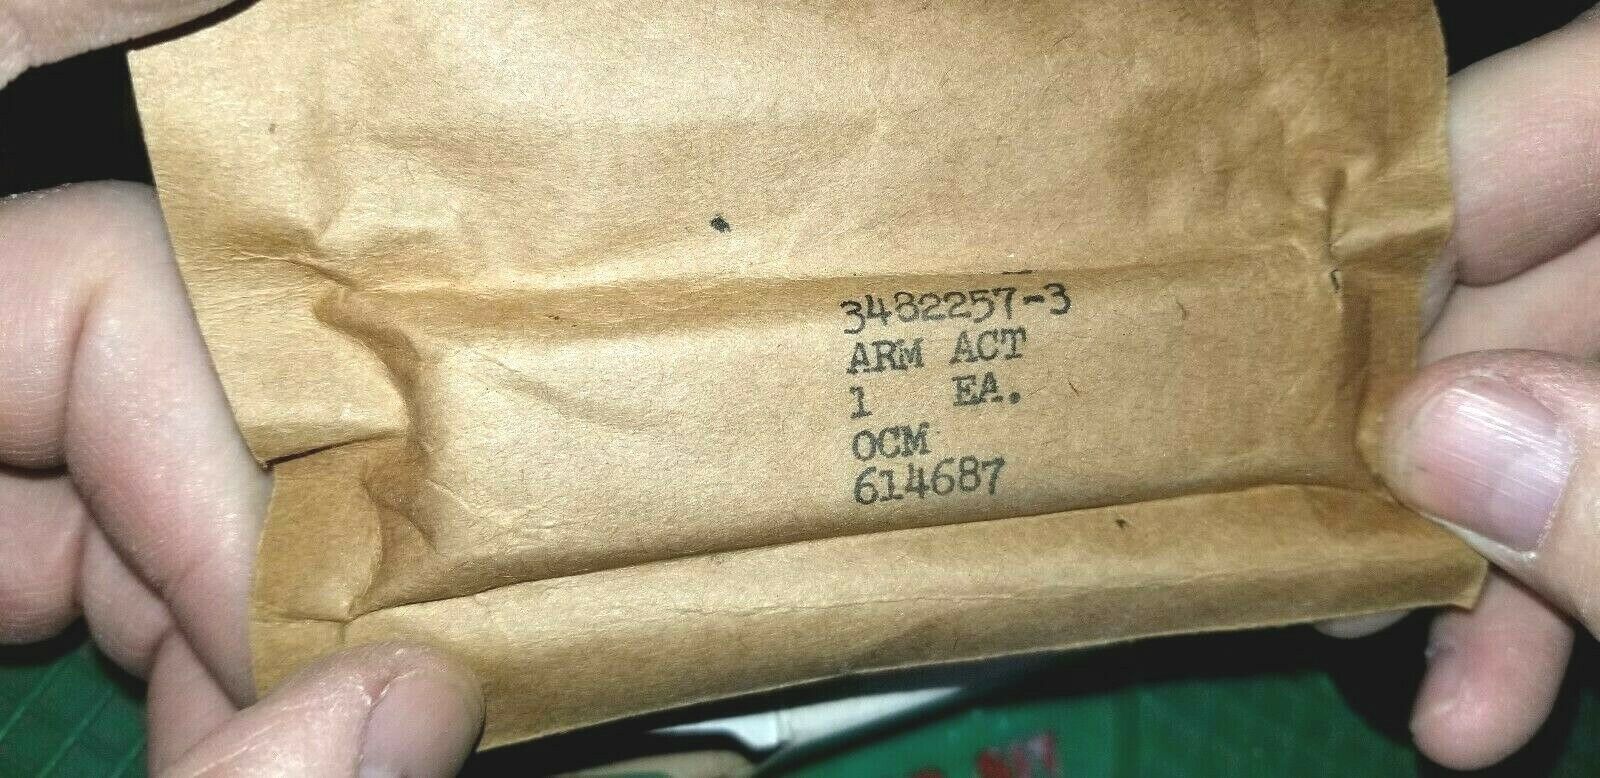 3482257-3
ARM ACT
1 EA.
OCM
614687